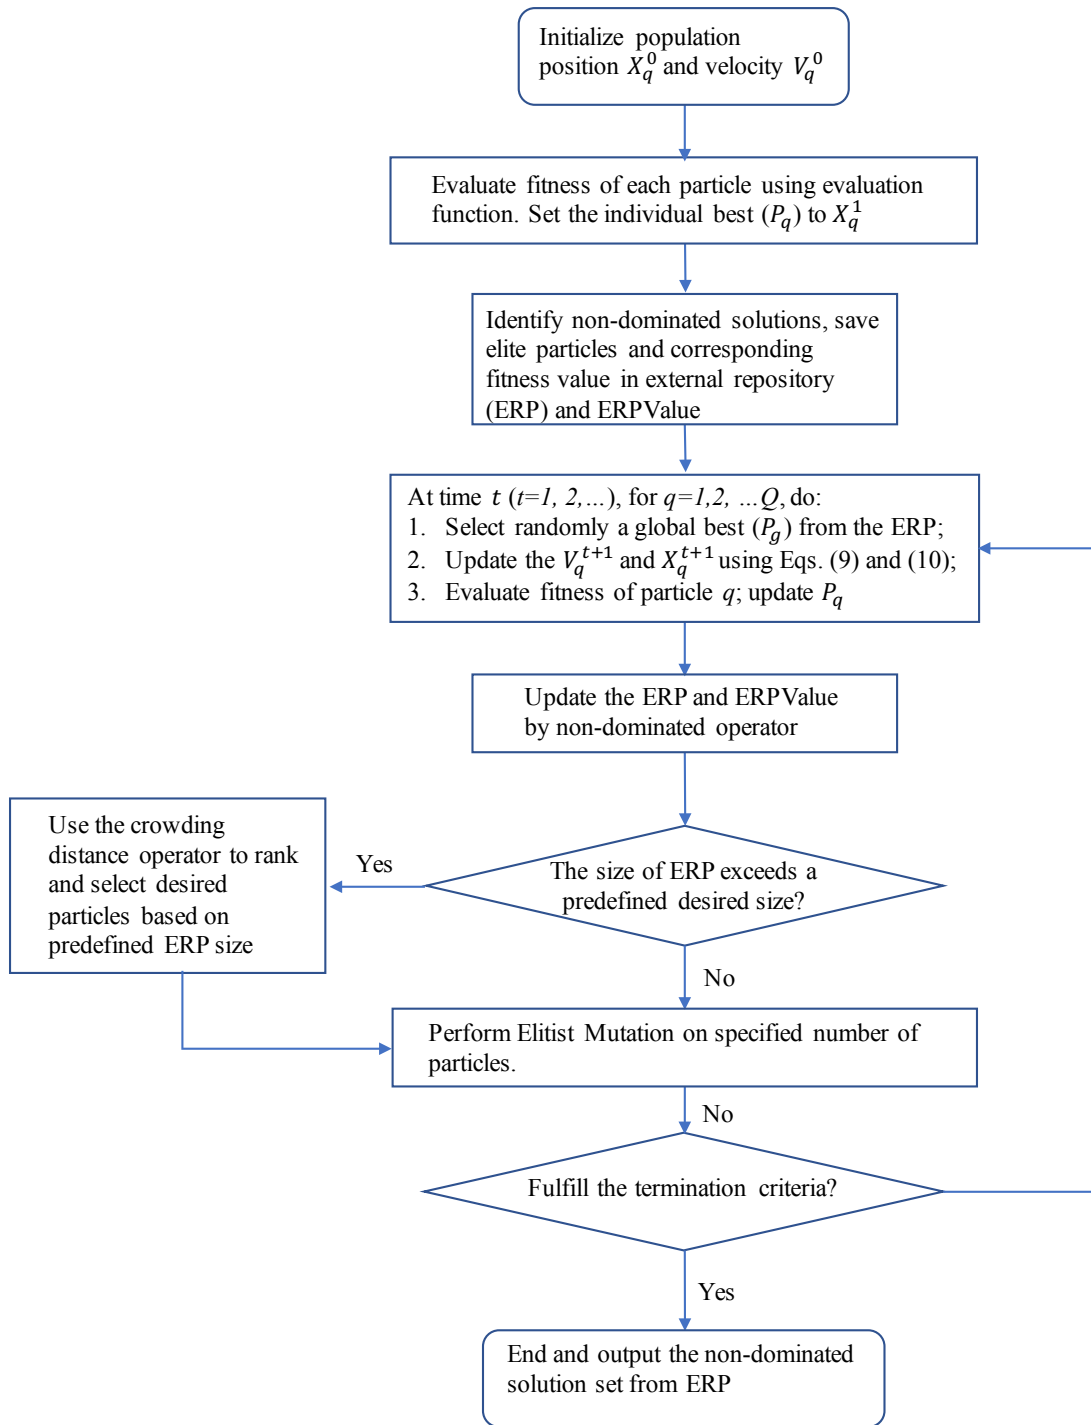 Initialize population
position $X_q^0$ and velocity $V_q^0$
Evaluate fitness of each particle using evaluation
function. Set the individual best ($P_q$) to $X_q^1$
Identify non-dominated solutions, save
elite particles and corresponding
fitness value in external repository
(ERP) and ERPValue
At time $t$ (t=1, 2,...), for q=1,2, ...Q, do:
1. Select randomly a global best ($P_g$) from the ERP;
2. Update the $V_q^{t+1}$ and $X_q^{t+1}$ using Eqs. (9) and (10);
3. Evaluate fitness of particle q; update $P_q$
Update the ERP and ERPValue
by non-dominated operator
The size of ERP exceeds a
predefined desired size?
Yes
Use the crowding
distance operator to rank
and select desired
particles based on
predefined ERP size
No
Perform Elitist Mutation on specified number of
particles.
No
Fulfill the termination criteria?
Yes
End and output the non-dominated
solution set from ERP